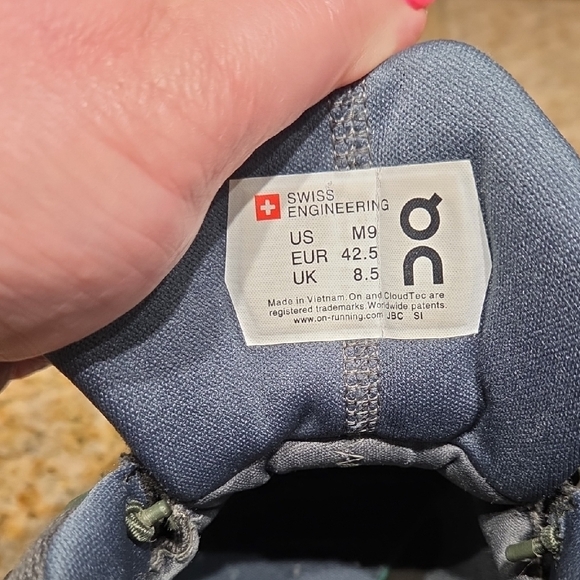 SWISS
ENGINEERING
US M9
EUR 42.5
UK 8.5
On
Made in Vietnam. On and CloudTec are
registered trademarks. Worldwide patents.
www.on-running.com JBC SI